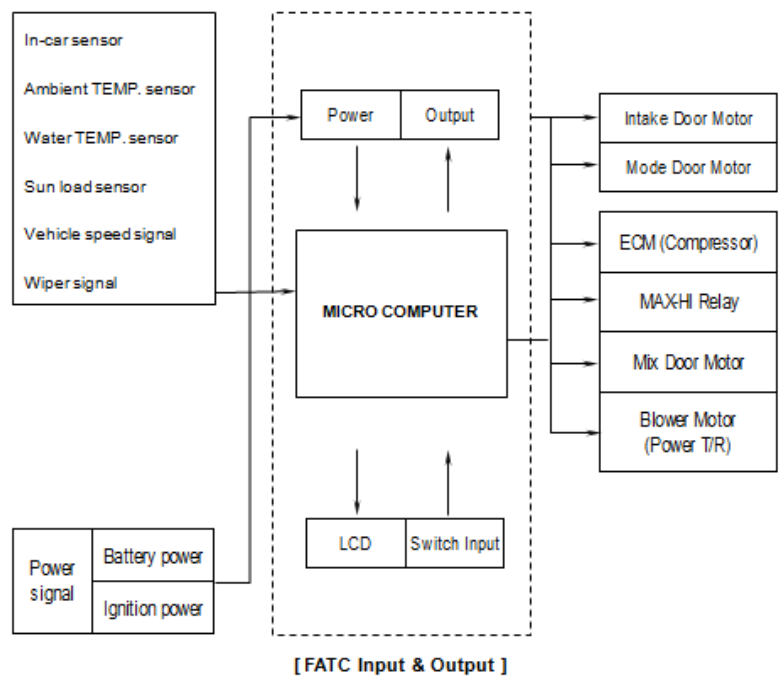 In-car sensor
Ambient TEMP. sensor
Water TEMP. sensor
Sun load sensor
Vehicle speed signal
Wiper signal
Power
Output
MICRO COMPUTER
LCD
Switch Input
Intake Door Motor
Mode Door Motor
ECM (Compressor)
MAX-HI Relay
Mix Door Motor
Blower Motor
(Power T/R)
Power
signal
Battery power
Ignition power
[ FATC Input & Output ]